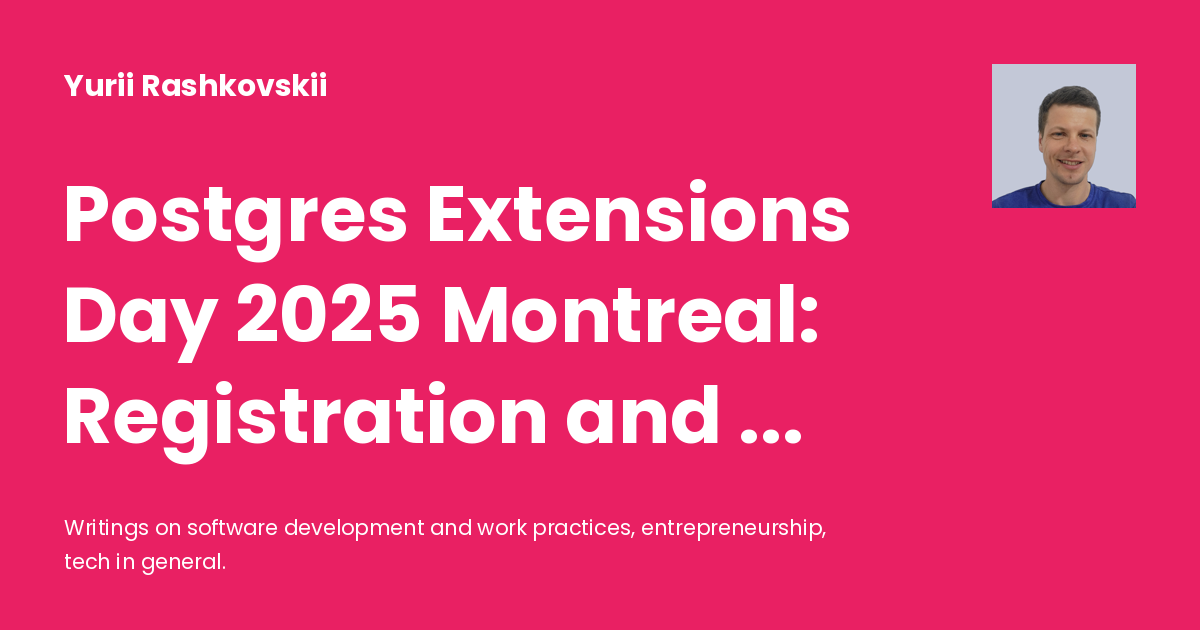 Yurii Rashkovskii
Postgres Extensions
Day 2025 Montreal:
Registration and ...
Writings on software development and work practices, entrepreneurship,
tech in general.